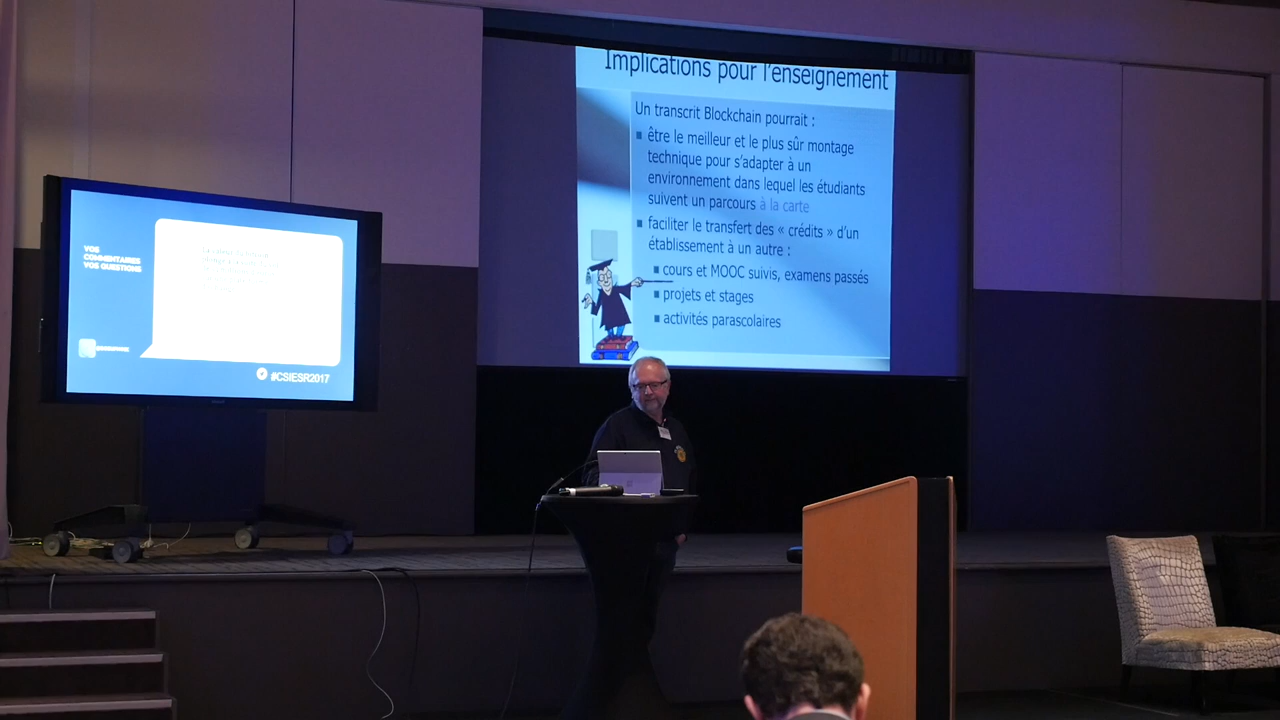 Implications pour l'enseignement
Un transcrit Blockchain pourrait :
être le meilleur et le plus sûr montage
technique pour s'adapter à un
environnement dans lequel les étudiants
suivent un parcours à la carte
faciliter le transfert des « crédits » d'un
établissement à un autre :
cours et MOOC suivis, examens passés
projets et stages
activités parascolaires
VOS
COMMENTAIRES
VOS QUESTIONS
#CSIESR2017